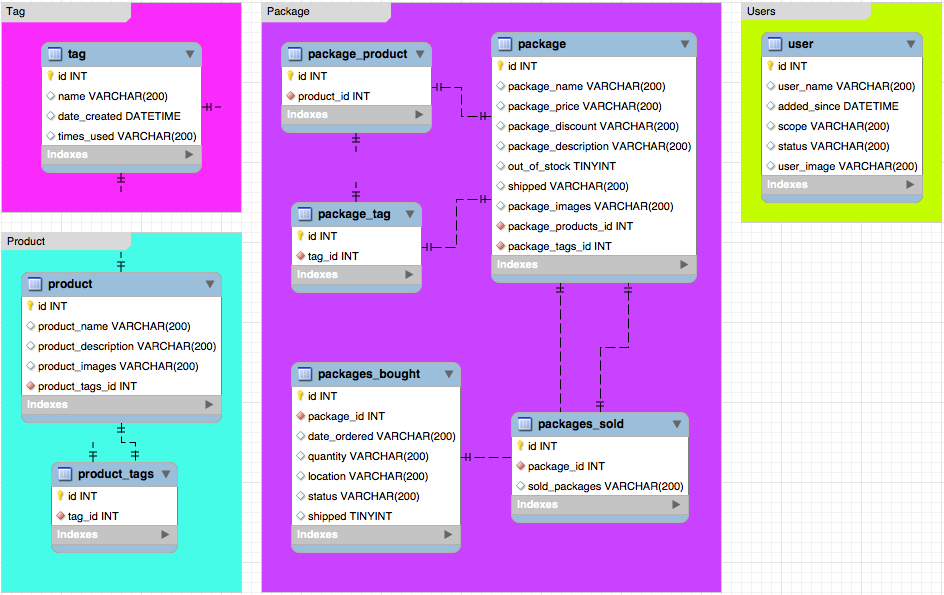 Tag
tag
id INT
name VARCHAR(200)
date_created DATETIME
times_used VARCHAR(200)
Indexes
Product
product
id INT
product_name VARCHAR(200)
product_description VARCHAR(200)
product_images VARCHAR(200)
product_tags_id INT
Indexes
product_tags
id INT
tag_id INT
Indexes
Package
package_product
id INT
product_id INT
Indexes
package_tag
id INT
tag_id INT
Indexes
package
id INT
package_name VARCHAR(200)
package_price VARCHAR(200)
package_discount VARCHAR(200)
package_description VARCHAR(200)
out_of_stock TINYINT
shipped VARCHAR(200)
package_images VARCHAR(200)
package_products_id INT
package_tags_id INT
Indexes
packages_bought
id INT
package_id INT
date_ordered VARCHAR(200)
quantity VARCHAR(200)
location VARCHAR(200)
status VARCHAR(200)
shipped TINYINT
Indexes
packages_sold
id INT
package_id INT
sold_packages VARCHAR(200)
Indexes
Users
user
id INT
user_name VARCHAR(200)
added_since DATETIME
scope VARCHAR(200)
status VARCHAR(200)
user_image VARCHAR(200)
Indexes